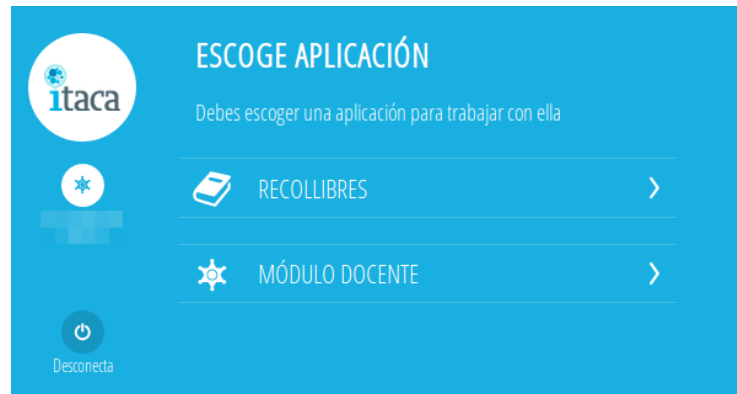 itaca
ESCOGE APLICACIÓN
Debes escoger una aplicación para trabajar con ella
RECOLLIBRES
MÓDULO DOCENTE
Desconecta